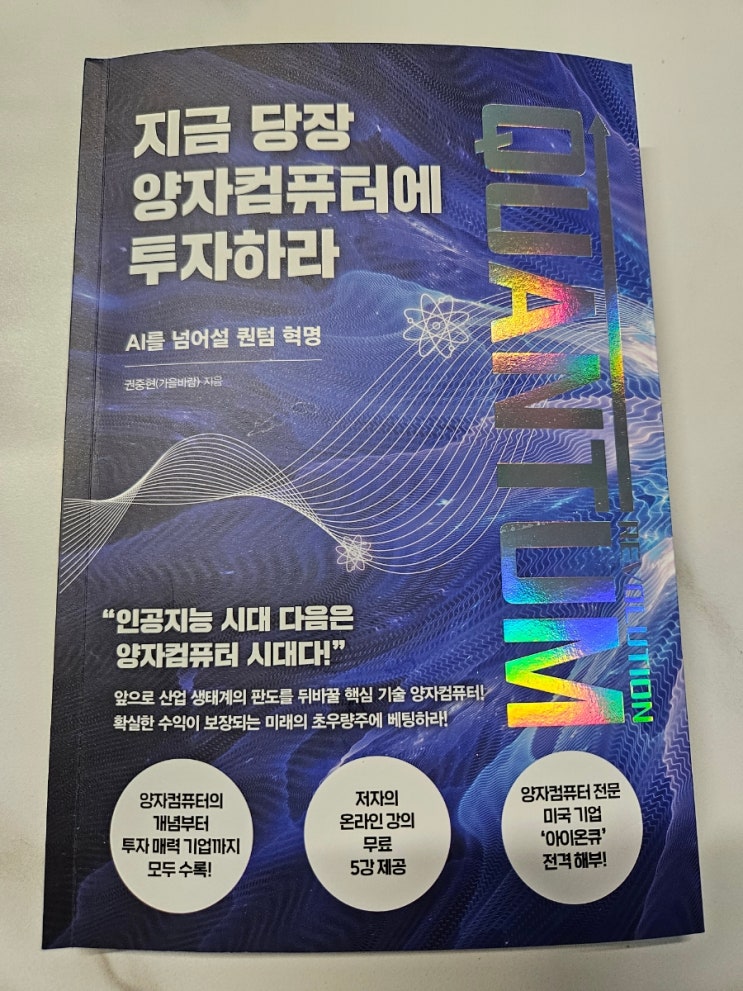 지금 당장
양자컴퓨터에
투자하라
AI를 넘어설 퀀텀 혁명
권중현(가을바람) 지음
QUANTUM
REVOLUTION
“인공지능 시대 다음은
양자컴퓨터 시대다!”
앞으로 산업 생태계의 판도를 뒤바꿀 핵심 기술 양자컴퓨터!
확실한 수익이 보장되는 미래의 초우량주에 베팅하라!
양자컴퓨터의
개념부터
투자 매력 기업까지
모두 수록!
저자의
온라인 강의
무료
5강 제공
양자컴퓨터 전문
미국 기업
‘아이온큐’
전격 해부!